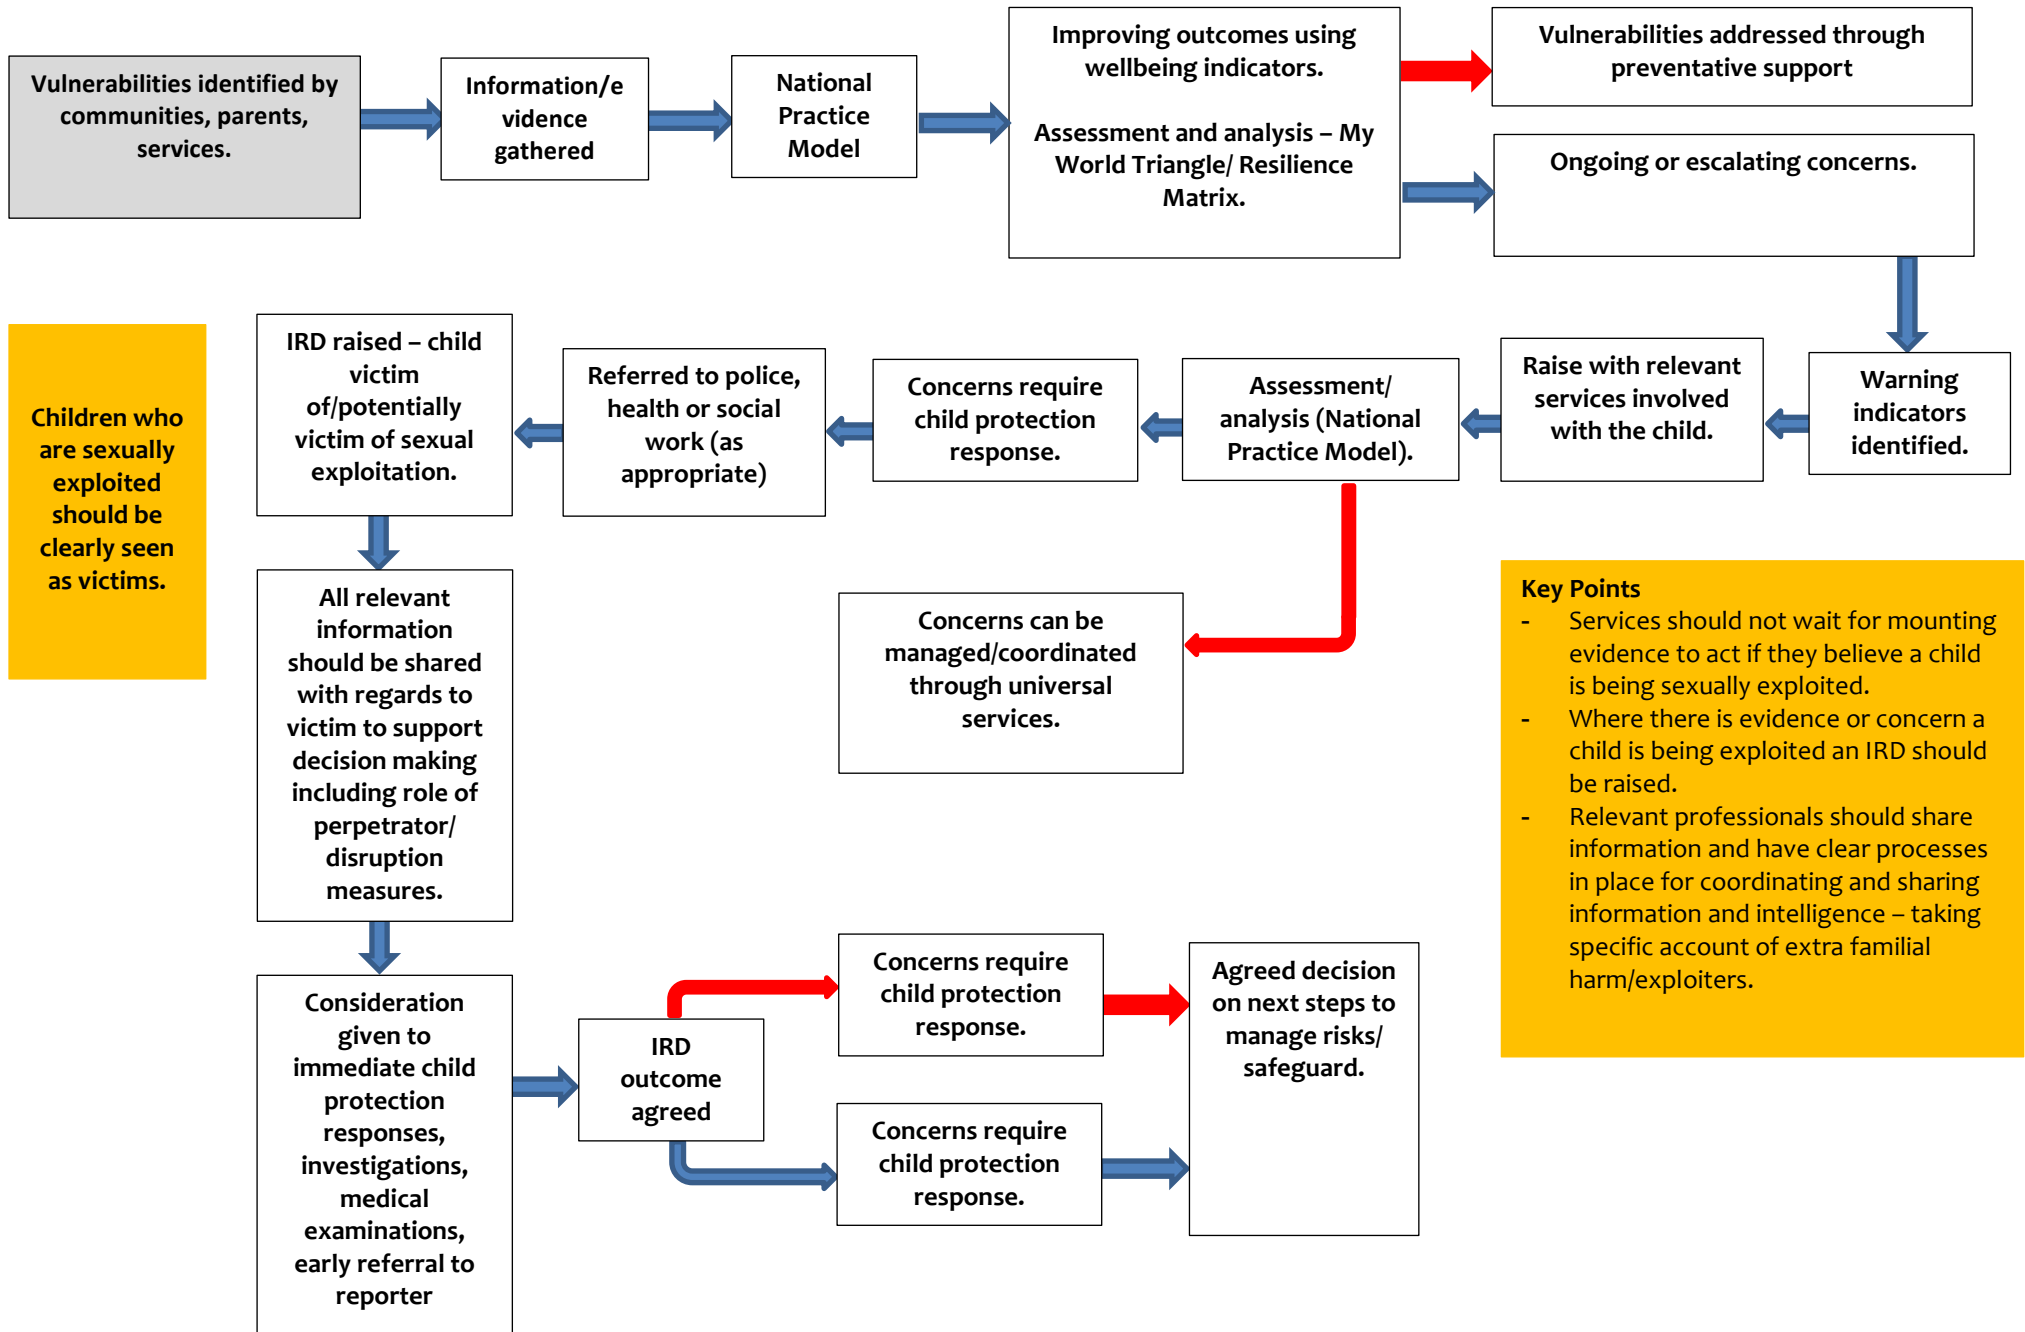 Vulnerabilities identified by
communities, parents,
services.
Information/e
vidence
gathered
National
Practice
Model
Improving outcomes using
wellbeing indicators.
Assessment and analysis – My
World Triangle/ Resilience
Matrix.
Vulnerabilities addressed through
preventative support
Ongoing or escalating concerns.
Warning
indicators
identified.
Raise with relevant
services involved
with the child.
Assessment/
analysis (National
Practice Model).
Concerns require
child protection
response.
Referred to police,
health or social
work (as
appropriate)
IRD raised – child
victim
of/potentially
victim of sexual
exploitation.
Children who
are sexually
exploited
should be
clearly seen
as victims.
All relevant
information
should be shared
with regards to
victim to support
decision making
including role of
perpetrator/
disruption
measures.
Concerns can be
managed/coordinated
through universal
services.
Key Points
- Services should not wait for mounting
evidence to act if they believe a child
is being sexually exploited.
- Where there is evidence or concern a
child is being exploited an IRD should
be raised.
- Relevant professionals should share
information and have clear processes
in place for coordinating and sharing
information and intelligence – taking
specific account of extra familial
harm/exploiters.
Consideration
given to
immediate child
protection
responses,
investigations,
medical
examinations,
early referral to
reporter
IRD
outcome
agreed
Concerns require
child protection
response.
Concerns require
child protection
response.
Agreed decision
on next steps to
manage risks/
safeguard.